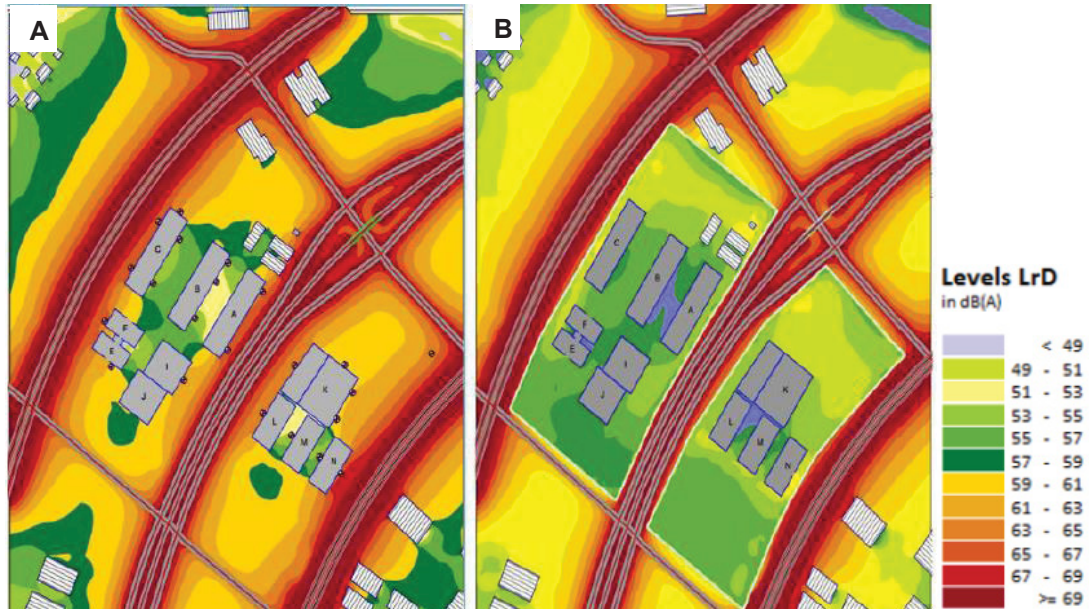 A
B
C
B
A
F
E
I
J
K
L
M
N
C
B
A
F
E
I
J
K
L
M
N
Levels LrD
in dB(A)
< 49
49 - 51
51 - 53
53 - 55
55 - 57
57 - 59
59 - 61
61 - 63
63 - 65
65 - 67
67 - 69
>= 69